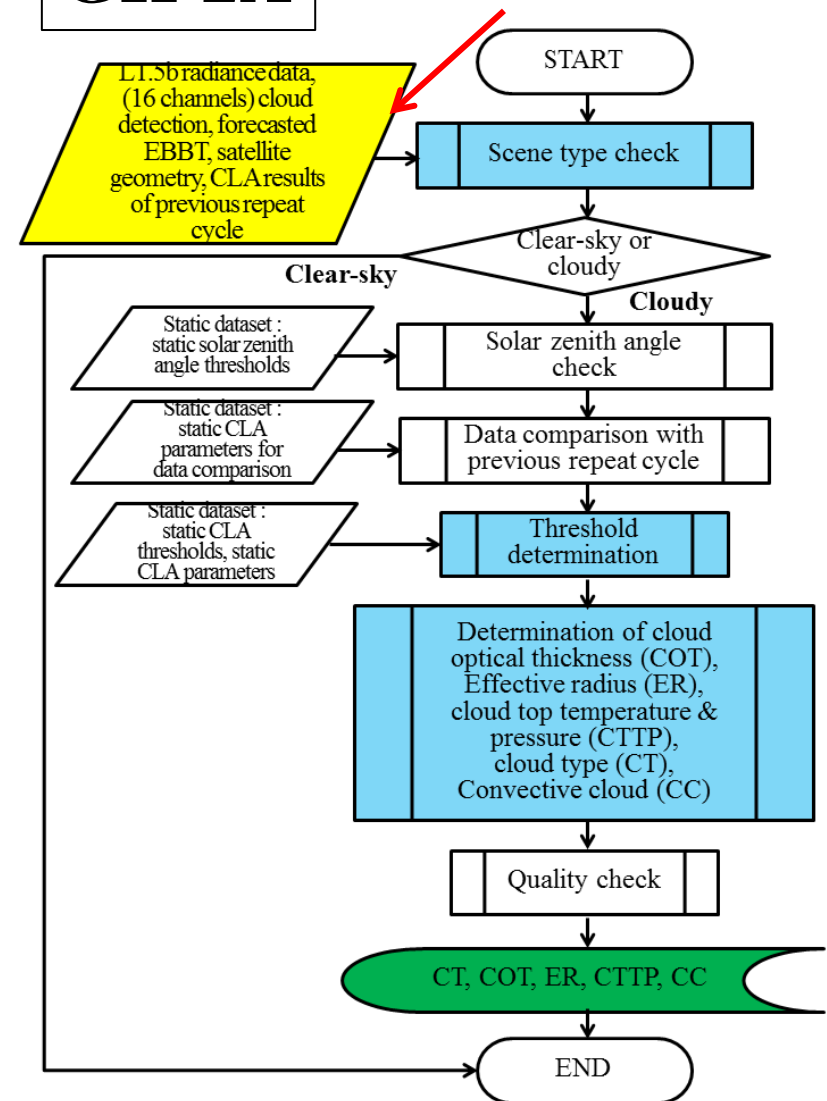 START
L1.5b radiance data,
(16 channels) cloud
detection, forecasted
EBBT, satellite
geometry, CLA results
of previous repeat
cycle
Scene type check
Clear-sky or
cloudy
Clear-sky
Cloudy
Static dataset :
static solar zenith
angle thresholds
Solar zenith angle
check
Static dataset :
static CLA
parameters for
data comparison
Data comparison with
previous repeat cycle
Static dataset :
static CLA
thresholds, static
CLA parameters
Threshold
determination
Determination of cloud
optical thickness (COT),
Effective radius (ER),
cloud top temperature &
pressure (CTTP),
cloud type (CT),
Convective cloud (CC)
Quality check
CT, COT, ER, CTTP, CC
END